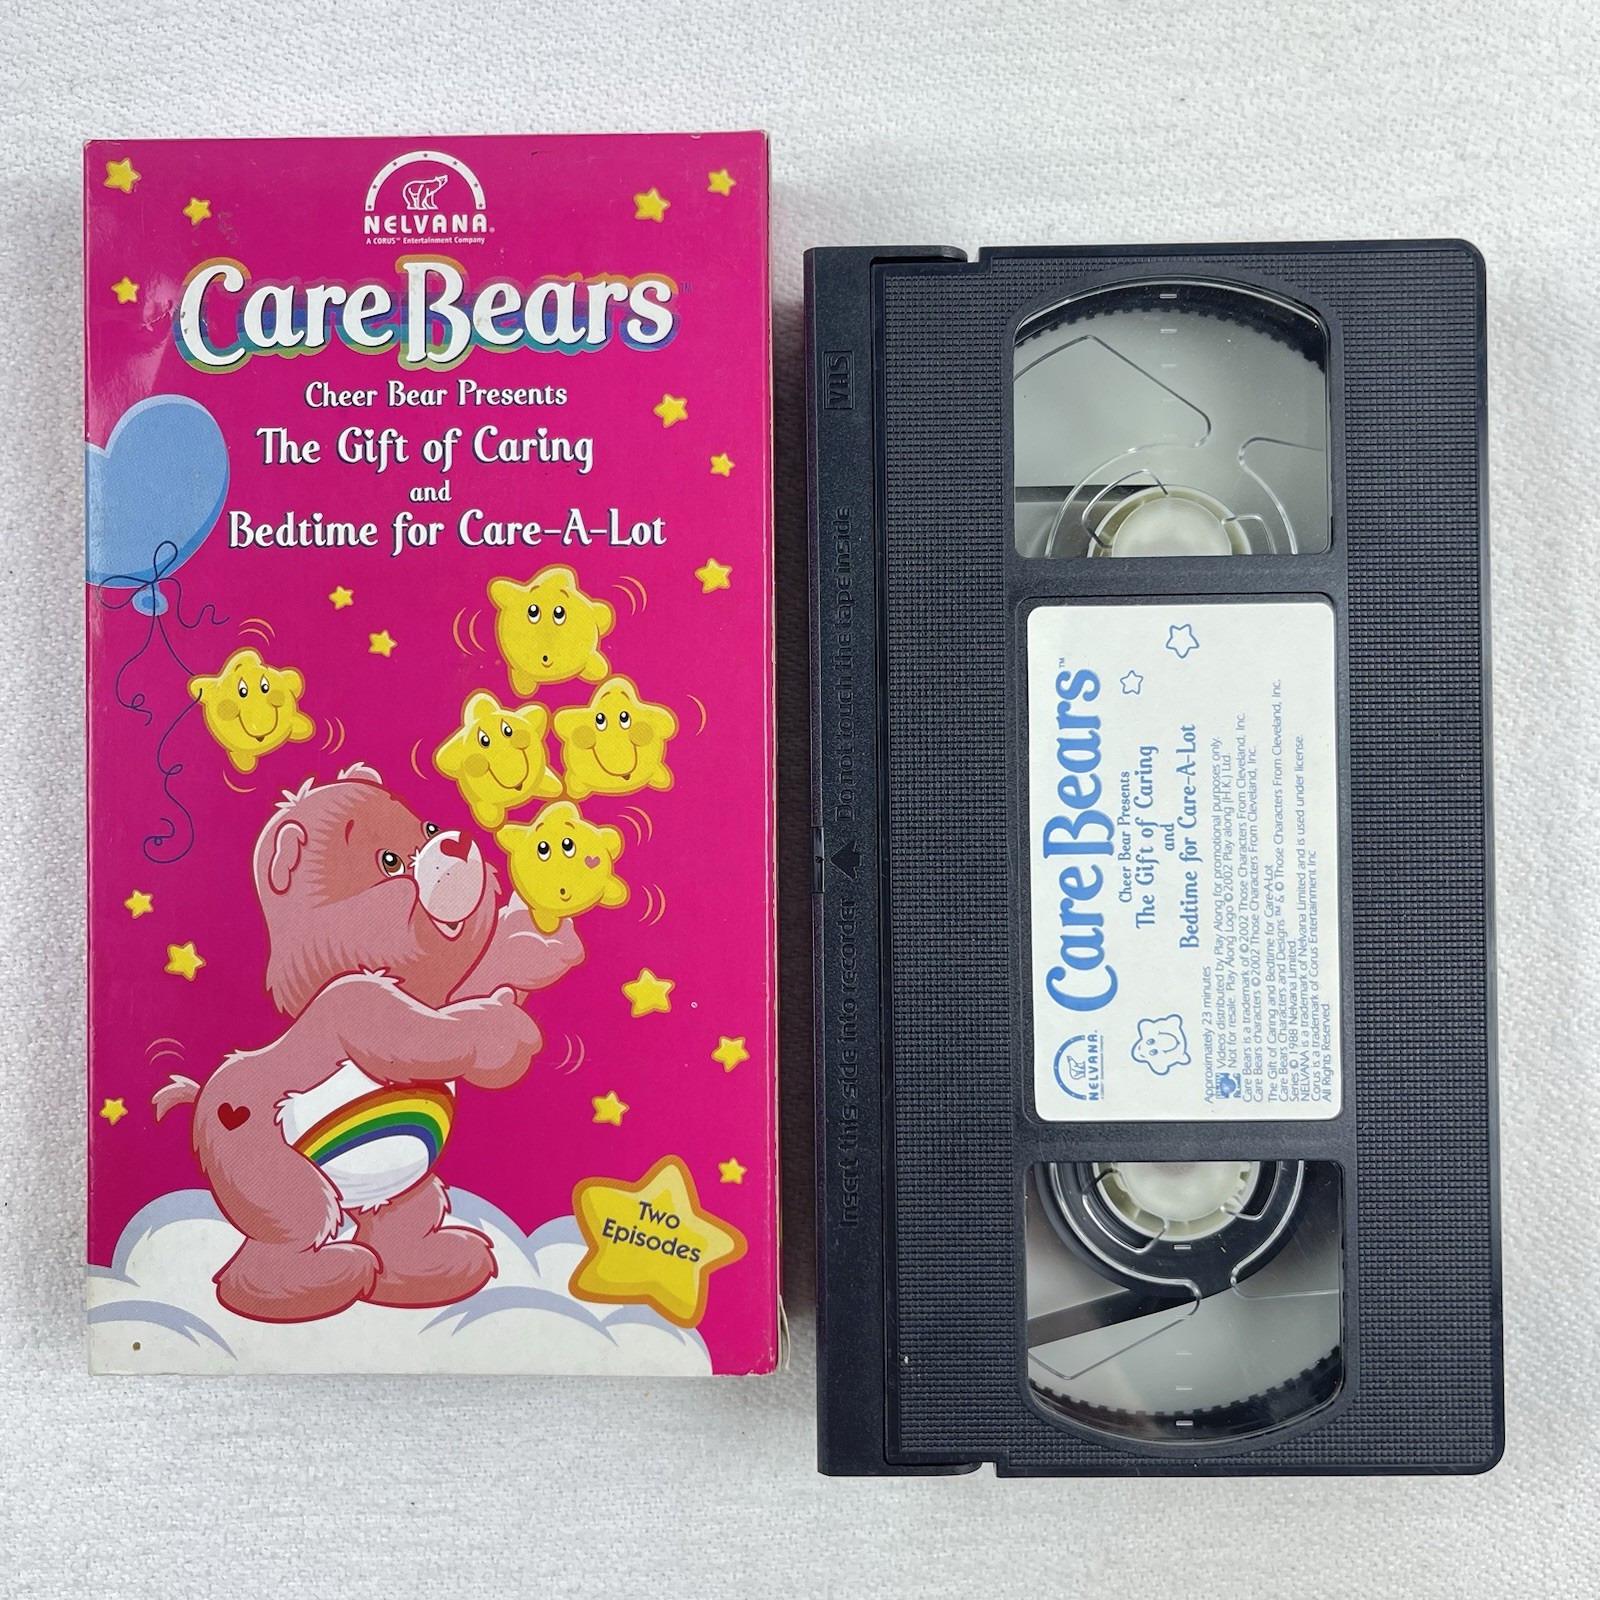 NELVANA®
A CORUS™ Entertainment Company
Care Bears™
Cheer Bear Presents
The Gift of Caring
and
Bedtime for Care-A-Lot
Two
Episodes
VHS
Insert this side into recorder Do not touch the tape inside
NELVANA®
Care Bears™
Cheer Bear Presents
The Gift of Caring
and
Bedtime for Care-A-Lot
Approximately 23 minutes
Videos distributed by Play Along for promotional purposes only.
Not for resale. Play Along Logo ©2002 Play along (H.K.) Ltd.
Care Bears is a trademark of ©2002 Those Characters From Cleveland, Inc.
Care Bears characters ©2002 Those Characters From Cleveland, Inc.
The Gift of Caring and Bedtime for Care-A-Lot
Care Bears Characters and Designs ™ & © Those Characters From Cleveland, Inc.
Series © 1988 Nelvana Limited.
NELVANA is a trademark of Nelvana Limited and is used under license.
Corus is a trademark of Corus Entertainment Inc
All Rights Reserved.